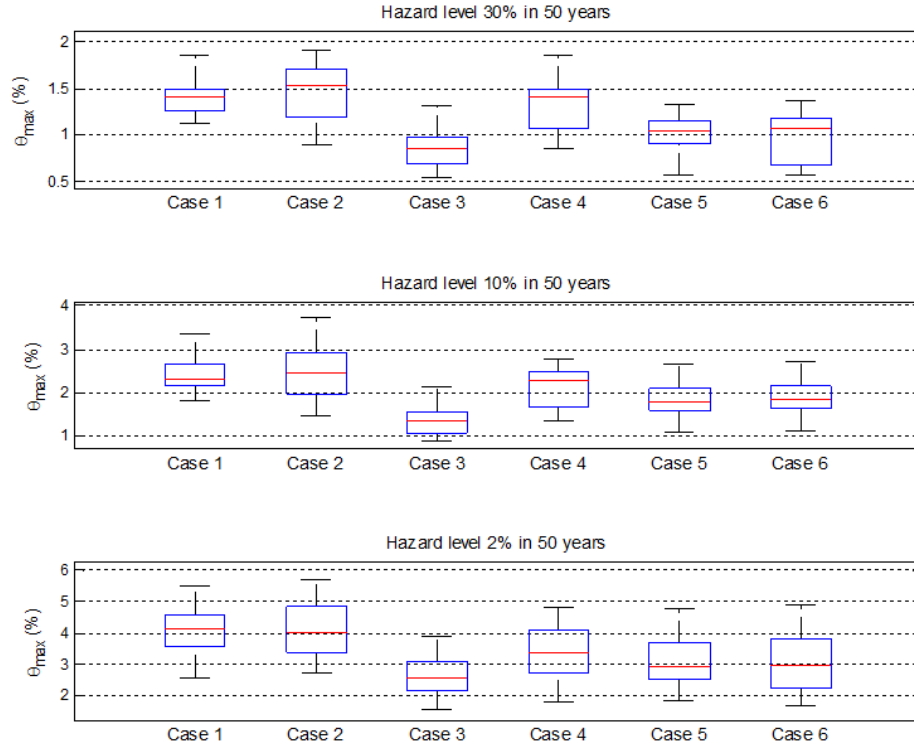 Hazard level 30% in 50 years
2
1.5
1
0.5
θmax (%)
Case 1 Case 2 Case 3 Case 4 Case 5 Case 6
Hazard level 10% in 50 years
4
3
2
1
θmax (%)
Case 1 Case 2 Case 3 Case 4 Case 5 Case 6
Hazard level 2% in 50 years
6
5
4
3
2
θmax (%)
Case 1 Case 2 Case 3 Case 4 Case 5 Case 6